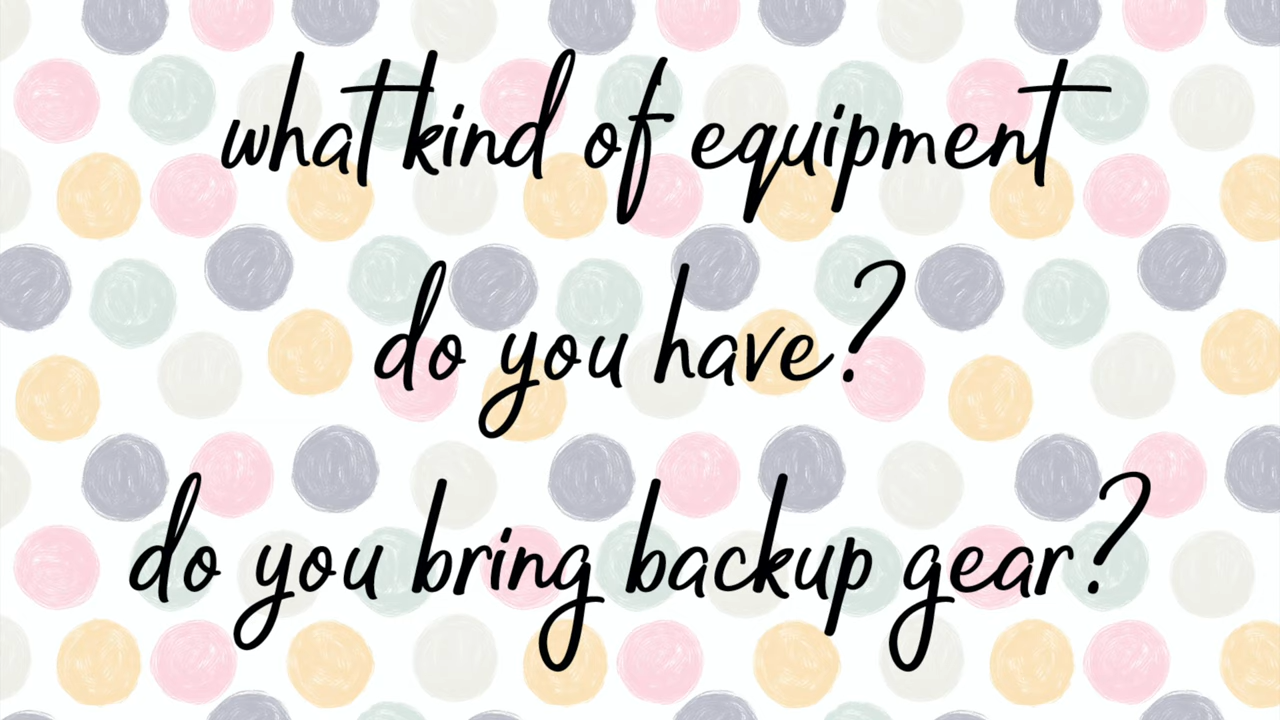 what kind of equipment
do you have?
do you bring backup gear?